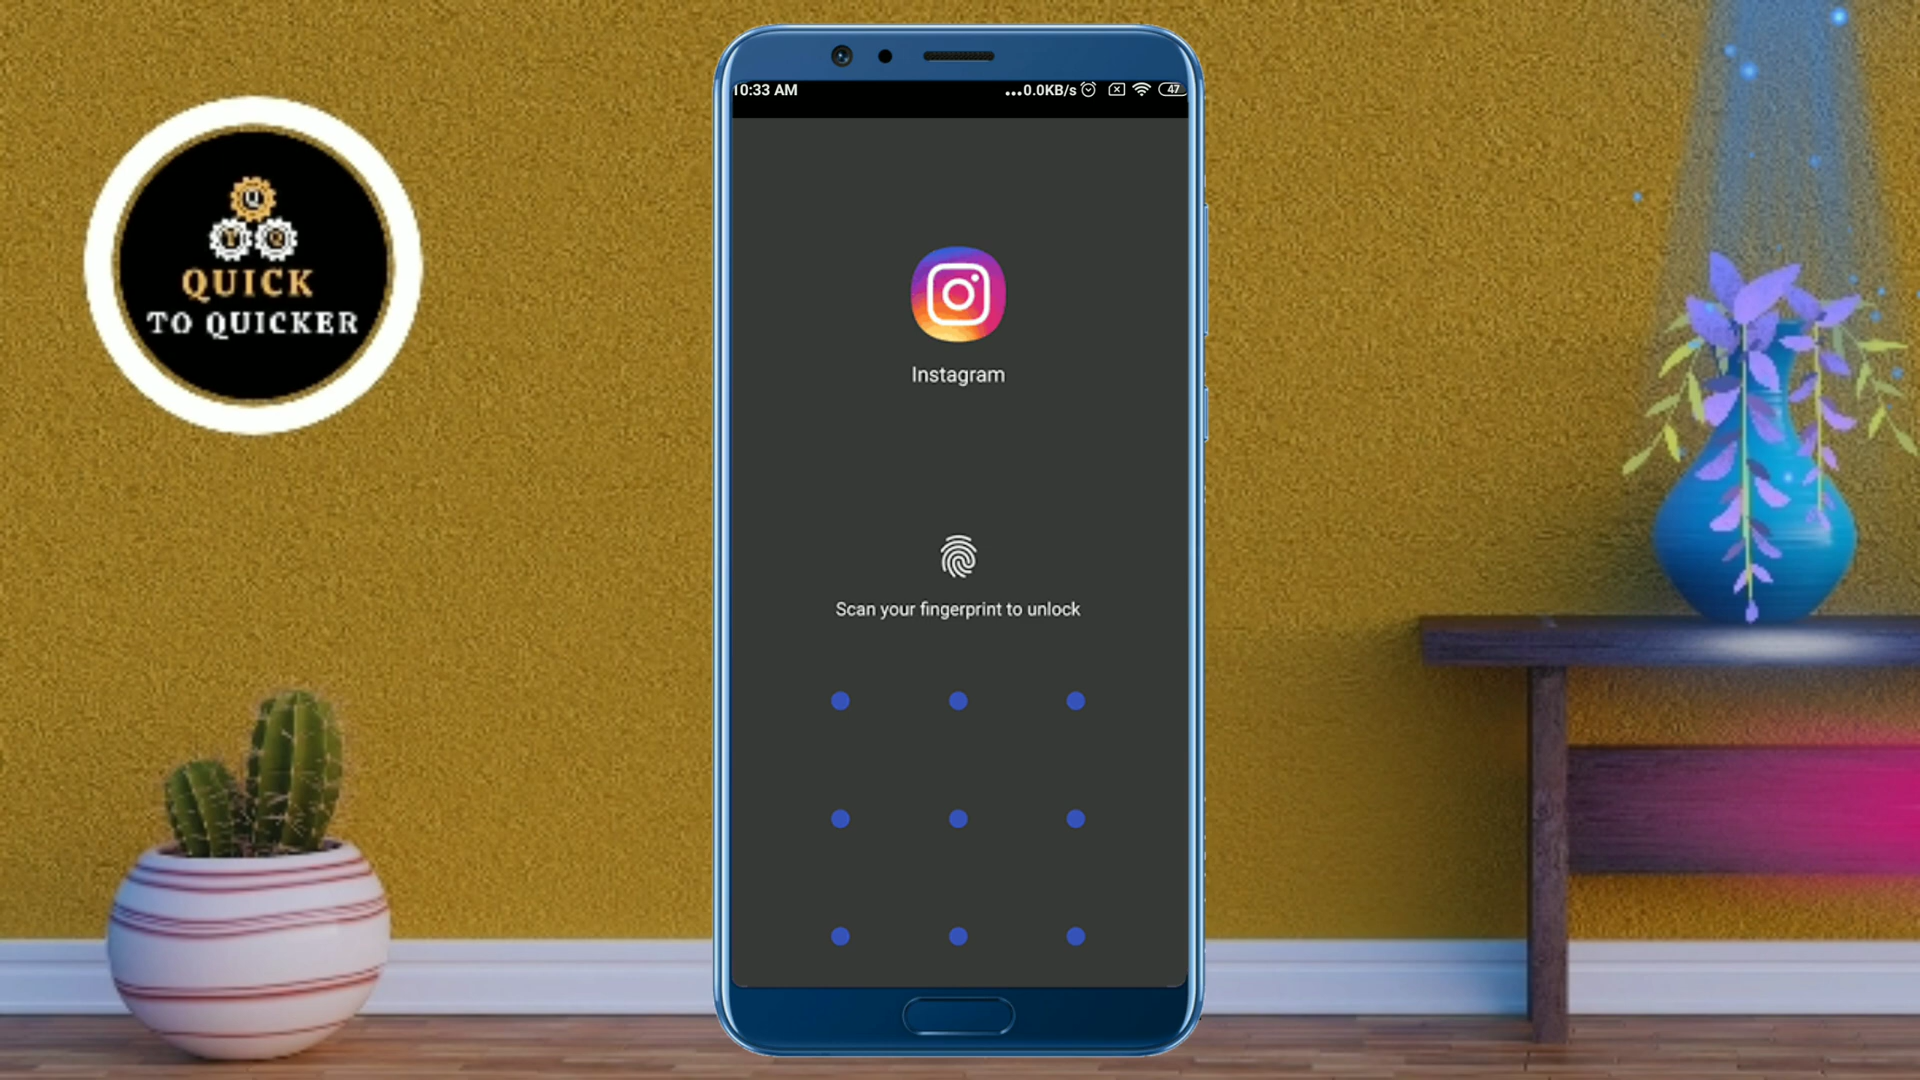 Q
T Q
QUICK
TO QUICKER
10:33 AM
...0.0KB/s
47
Instagram
Scan your fingerprint to unlock